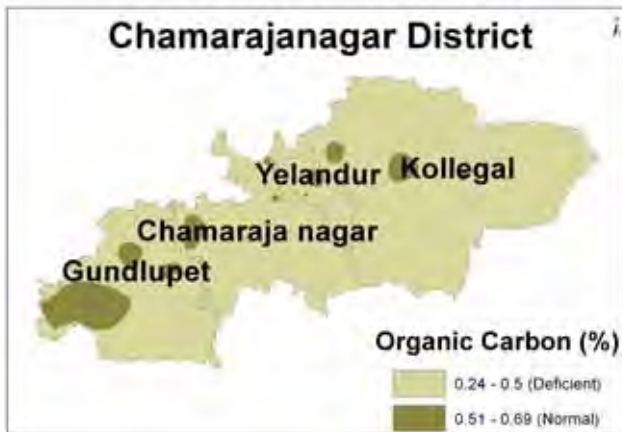 Chamarajanagar District
Yelandur
Kollegal
Chamaraja nagar
Gundlupet
Organic Carbon (%)
0.24 - 0.5 (Deficient)
0.51 - 0.69 (Normal)